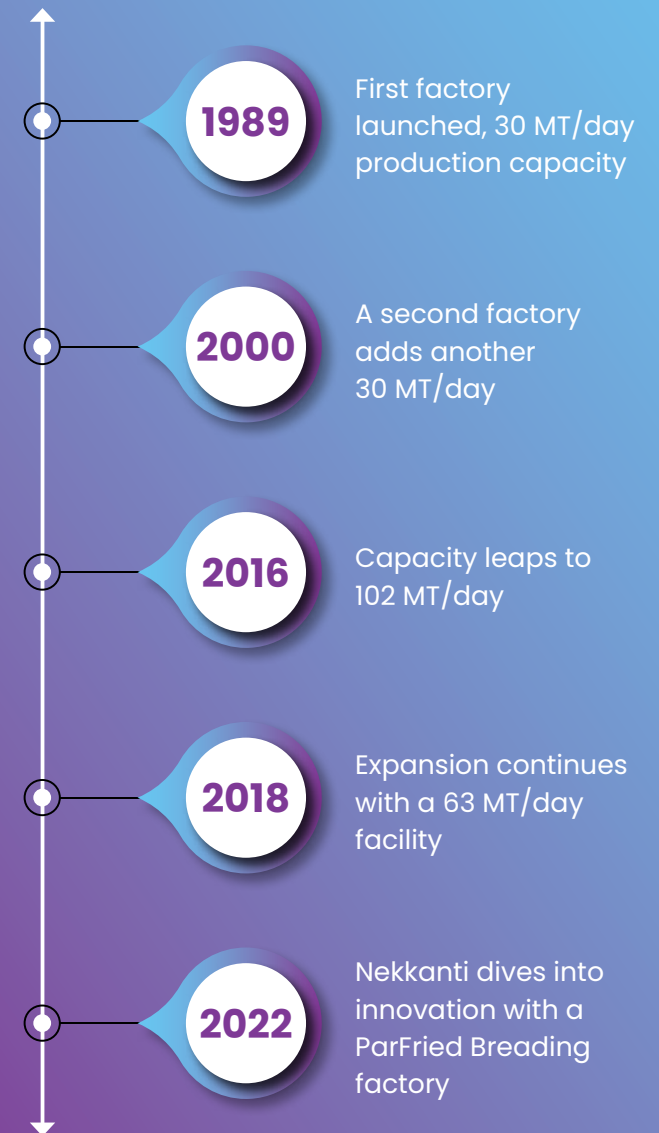 1989
First factory
launched, 30 MT/day
production capacity
2000
A second factory
adds another
30 MT/day
2016
Capacity leaps to
102 MT/day
2018
Expansion continues
with a 63 MT/day
facility
2022
Nekkanti dives into
innovation with a
ParFried Breading
factory